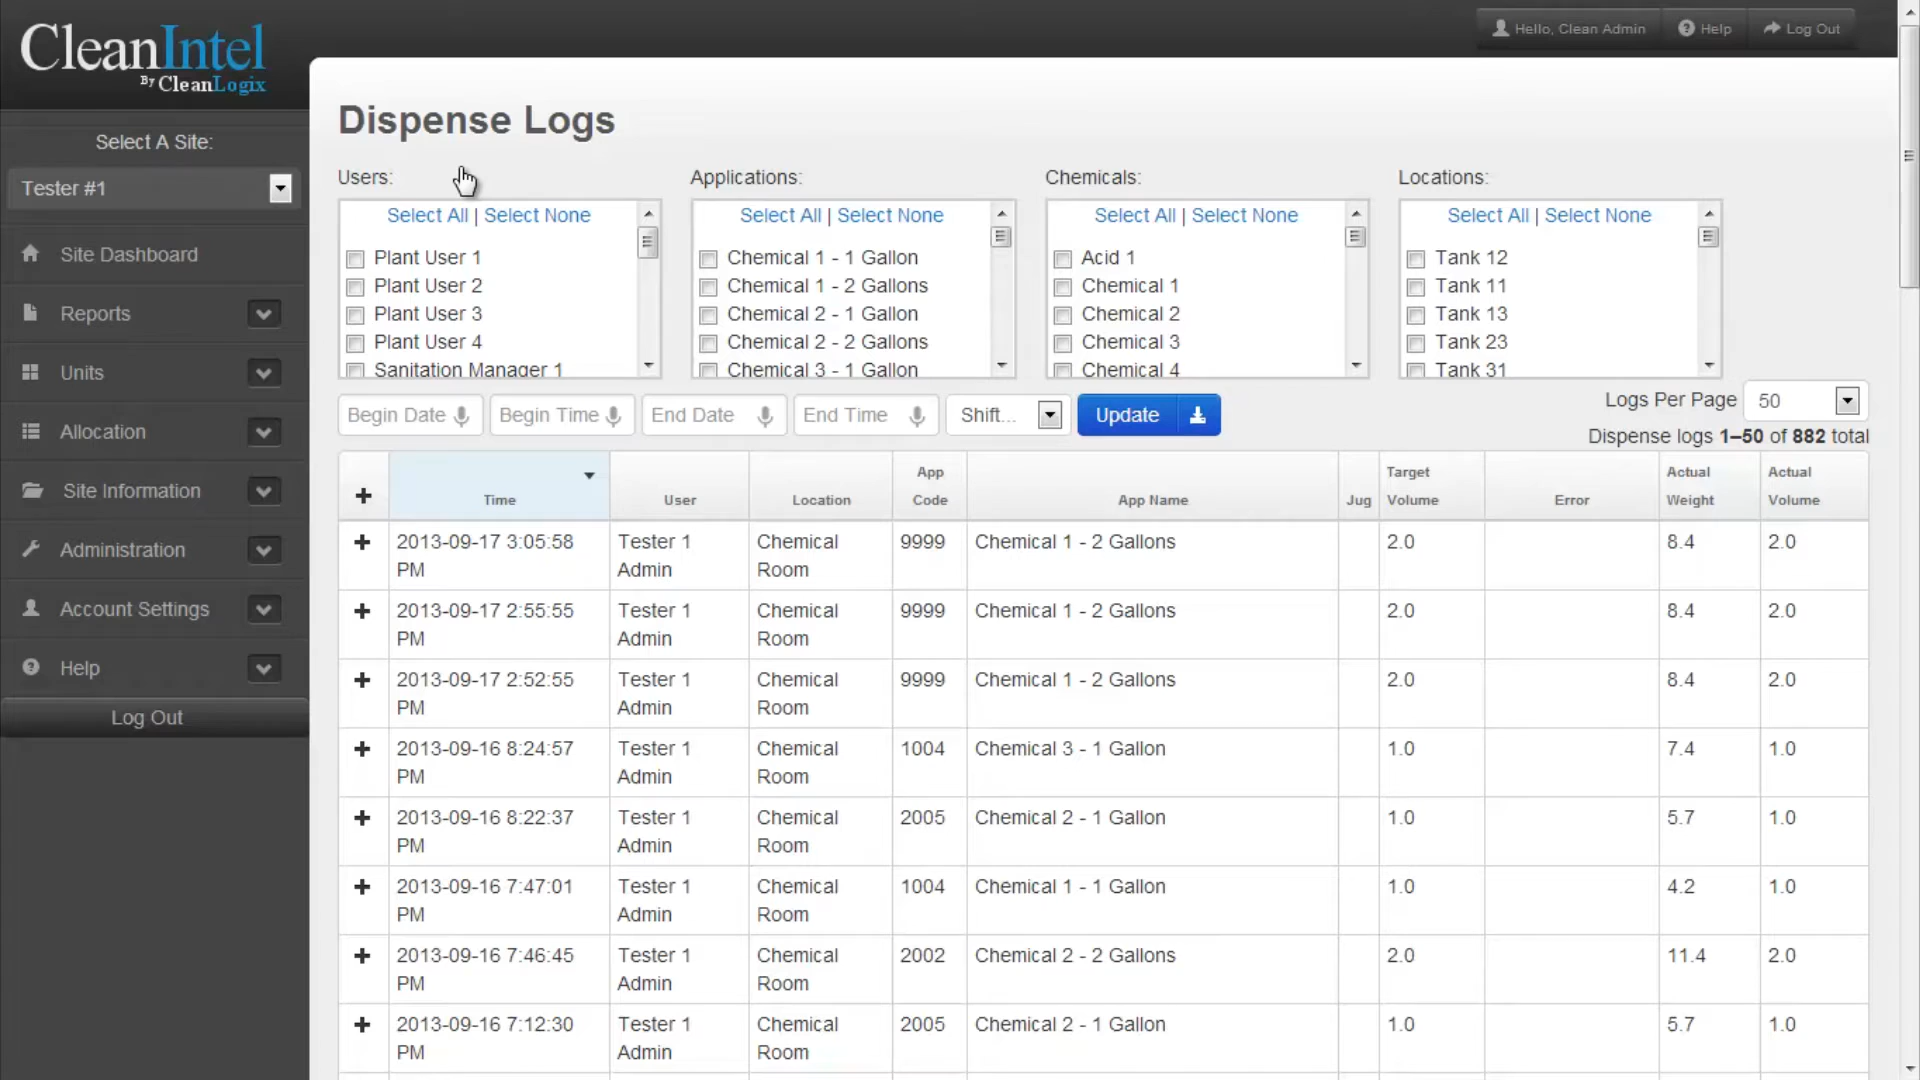 CleanIntel
By CleanLogix
Hello, Clean Admin Help Log Out
Select A Site:
Tester #1
Site Dashboard
Reports
Units
Allocation
Site Information
Administration
Account Settings
Help
Log Out
Dispense Logs
Users: Applications: Chemicals: Locations:
Select All | Select None Select All | Select None Select All | Select None Select All | Select None
Plant User 1 Chemical 1 - 1 Gallon Acid 1 Tank 12
Plant User 2 Chemical 1 - 2 Gallons Chemical 1 Tank 11
Plant User 3 Chemical 2 - 1 Gallon Chemical 2 Tank 13
Plant User 4 Chemical 2 - 2 Gallons Chemical 3 Tank 23
Sanitation Manager 1 Chemical 3 - 1 Gallon Chemical 4 Tank 31
Begin Date Begin Time End Date End Time Shift... Update
Logs Per Page 50
Dispense logs 1–50 of 882 total
+ Time User Location App Code App Name Jug Target Volume Error Actual Weight Actual Volume
+ 2013-09-17 3:05:58 Tester 1 Chemical 9999 Chemical 1 - 2 Gallons 2.0 8.4 2.0
PM Admin Room
+ 2013-09-17 2:55:55 Tester 1 Chemical 9999 Chemical 1 - 2 Gallons 2.0 8.4 2.0
PM Admin Room
+ 2013-09-17 2:52:55 Tester 1 Chemical 9999 Chemical 1 - 2 Gallons 2.0 8.4 2.0
PM Admin Room
+ 2013-09-16 8:24:57 Tester 1 Chemical 1004 Chemical 3 - 1 Gallon 1.0 7.4 1.0
PM Admin Room
+ 2013-09-16 8:22:37 Tester 1 Chemical 2005 Chemical 2 - 1 Gallon 1.0 5.7 1.0
PM Admin Room
+ 2013-09-16 7:47:01 Tester 1 Chemical 1004 Chemical 1 - 1 Gallon 1.0 4.2 1.0
PM Admin Room
+ 2013-09-16 7:46:45 Tester 1 Chemical 2002 Chemical 2 - 2 Gallons 2.0 11.4 2.0
PM Admin Room
+ 2013-09-16 7:12:30 Tester 1 Chemical 2005 Chemical 2 - 1 Gallon 1.0 5.7 1.0
PM Admin Room